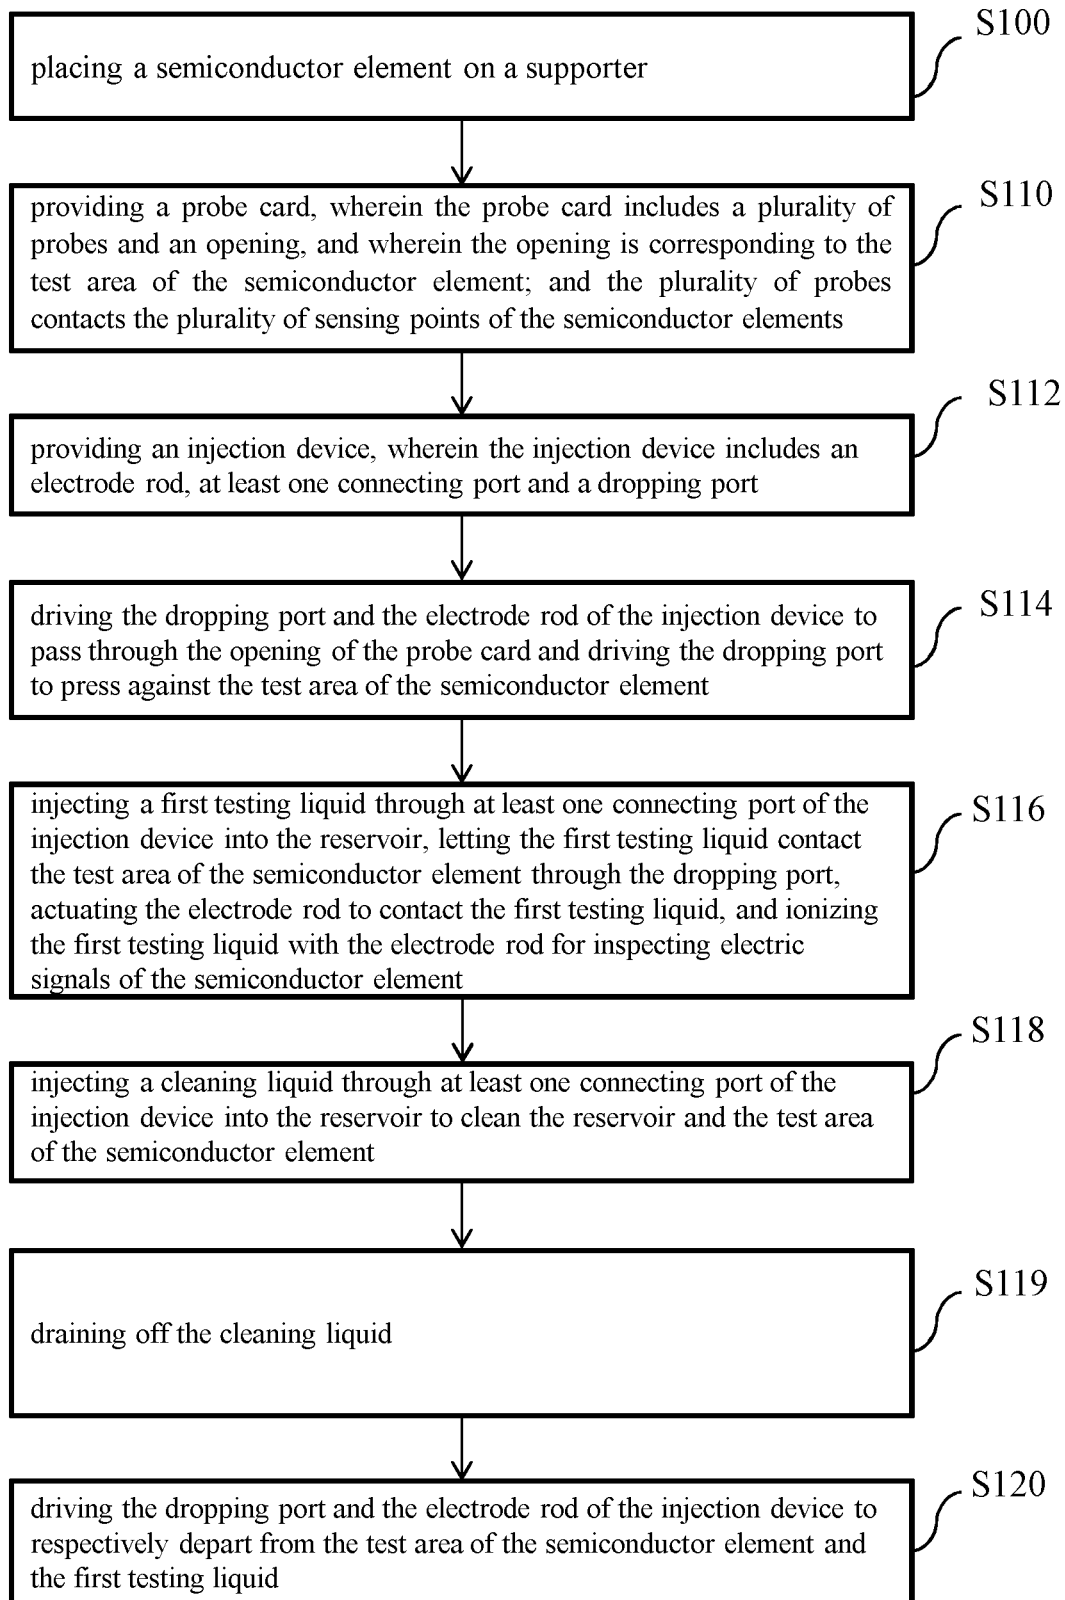 S100
placing a semiconductor element on a supporter
S110
providing a probe card, wherein the probe card includes a plurality of
probes and an opening, and wherein the opening is corresponding to the
test area of the semiconductor element; and the plurality of probes
contacts the plurality of sensing points of the semiconductor elements
S112
providing an injection device, wherein the injection device includes an
electrode rod, at least one connecting port and a dropping port
S114
driving the dropping port and the electrode rod of the injection device to
pass through the opening of the probe card and driving the dropping port
to press against the test area of the semiconductor element
S116
injecting a first testing liquid through at least one connecting port of the
injection device into the reservoir, letting the first testing liquid contact
the test area of the semiconductor element through the dropping port,
actuating the electrode rod to contact the first testing liquid, and ionizing
the first testing liquid with the electrode rod for inspecting electric
signals of the semiconductor element
S118
injecting a cleaning liquid through at least one connecting port of the
injection device into the reservoir to clean the reservoir and the test area
of the semiconductor element
S119
draining off the cleaning liquid
S120
driving the dropping port and the electrode rod of the injection device to
respectively depart from the test area of the semiconductor element and
the first testing liquid